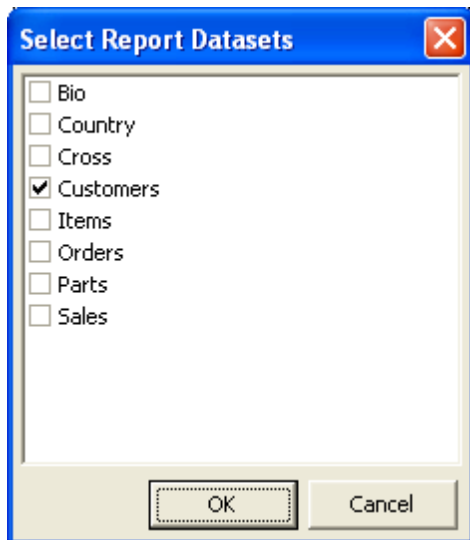 Select Report Datasets
Bio
Country
Cross
Customers
Items
Orders
Parts
Sales
OK Cancel